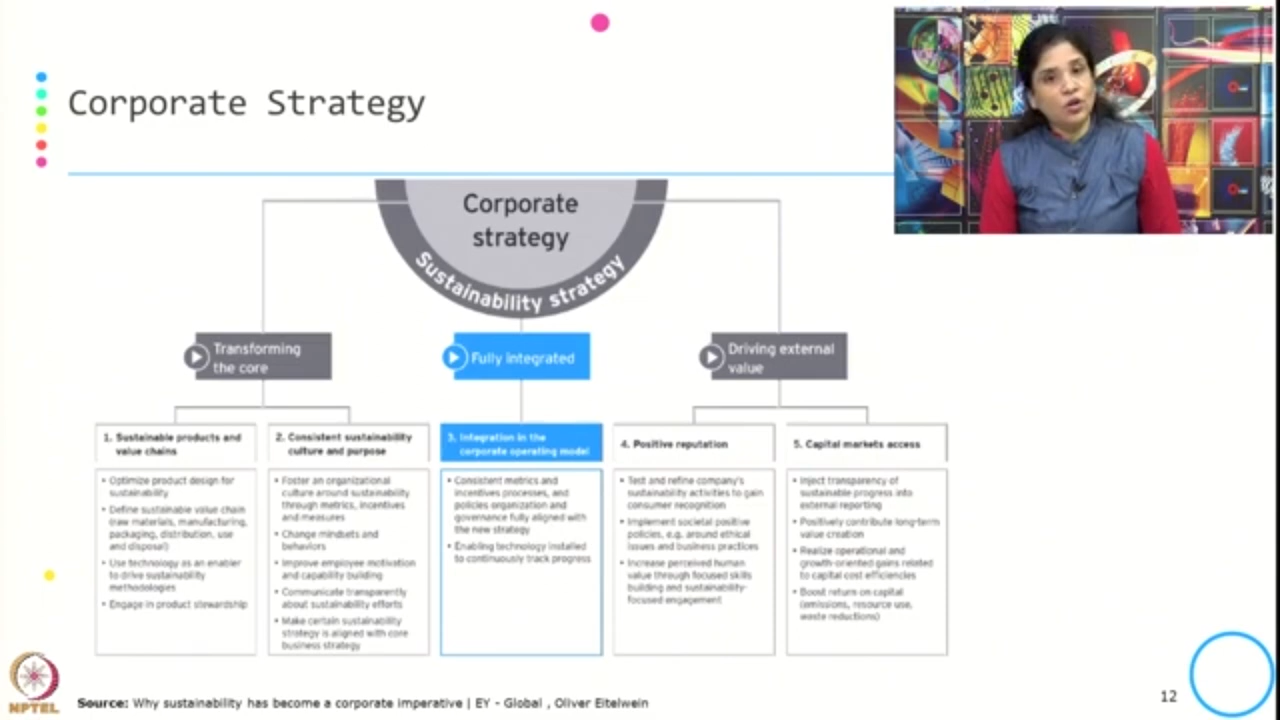 Corporate Strategy
Corporate
strategy
Sustainability strategy
Transforming
the core
Fully integrated
Driving external
value
1. Sustainable products and
value chains
• Optimize product design for
sustainability
• Define sustainable value chain
(raw materials, manufacturing,
packaging, distribution, use
and disposal)
• Use technology as an enabler
to drive sustainability
methodologies
• Engage in product stewardship
2. Consistent sustainability
culture and purpose
• Foster an organizational
culture around sustainability
through metrics, incentives
and measures
• Change mindsets and
behaviors
• Improve employee motivation
and capability building
• Communicate transparently
about sustainability efforts
• Make certain sustainability
strategy is aligned with core
business strategy
3. Integration in the
corporate operating model
• Consistent metrics and
incentives processes, and
policies organization and
governance fully aligned with
the new strategy
• Enabling technology installed
to continuously track progress
4. Positive reputation
• Test and refine company's
sustainability activities to gain
consumer recognition
• Implement societal positive
policies, e.g. around ethical
issues and business practices
• Increase perceived human
value through focused skills
building and sustainability-
focused engagement
5. Capital markets access
• Inject transparency of
sustainable progress into
external reporting
• Positively contribute long-term
value creation
• Realize operational and
growth-oriented gains related
to capital cost efficiencies
• Boost return on capital
(emissions, resource use,
waste reductions)
NPTEL
Source: Why sustainability has become a corporate imperative | EY - Global , Oliver Eitelwein
12